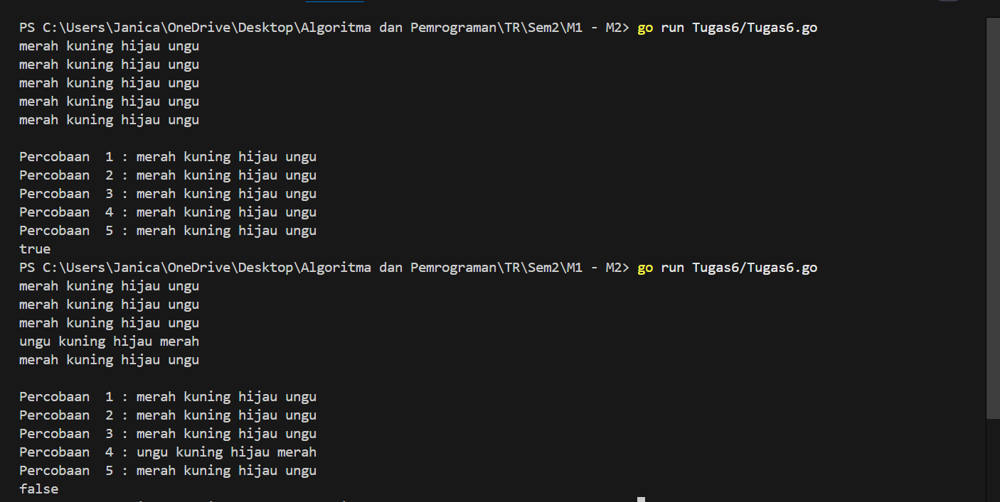 PS C:\Users\Janica\OneDrive\Desktop\Algoritma dan Pemrograman\TR\Sem2\M1 - M2> go run Tugas6/Tugas6.go
merah kuning hijau ungu
merah kuning hijau ungu
merah kuning hijau ungu
merah kuning hijau ungu
merah kuning hijau ungu

Percobaan  1 : merah kuning hijau ungu
Percobaan  2 : merah kuning hijau ungu
Percobaan  3 : merah kuning hijau ungu
Percobaan  4 : merah kuning hijau ungu
Percobaan  5 : merah kuning hijau ungu
true
PS C:\Users\Janica\OneDrive\Desktop\Algoritma dan Pemrograman\TR\Sem2\M1 - M2> go run Tugas6/Tugas6.go
merah kuning hijau ungu
merah kuning hijau ungu
merah kuning hijau ungu
ungu kuning hijau merah
merah kuning hijau ungu

Percobaan  1 : merah kuning hijau ungu
Percobaan  2 : merah kuning hijau ungu
Percobaan  3 : merah kuning hijau ungu
Percobaan  4 : ungu kuning hijau merah
Percobaan  5 : merah kuning hijau ungu
false